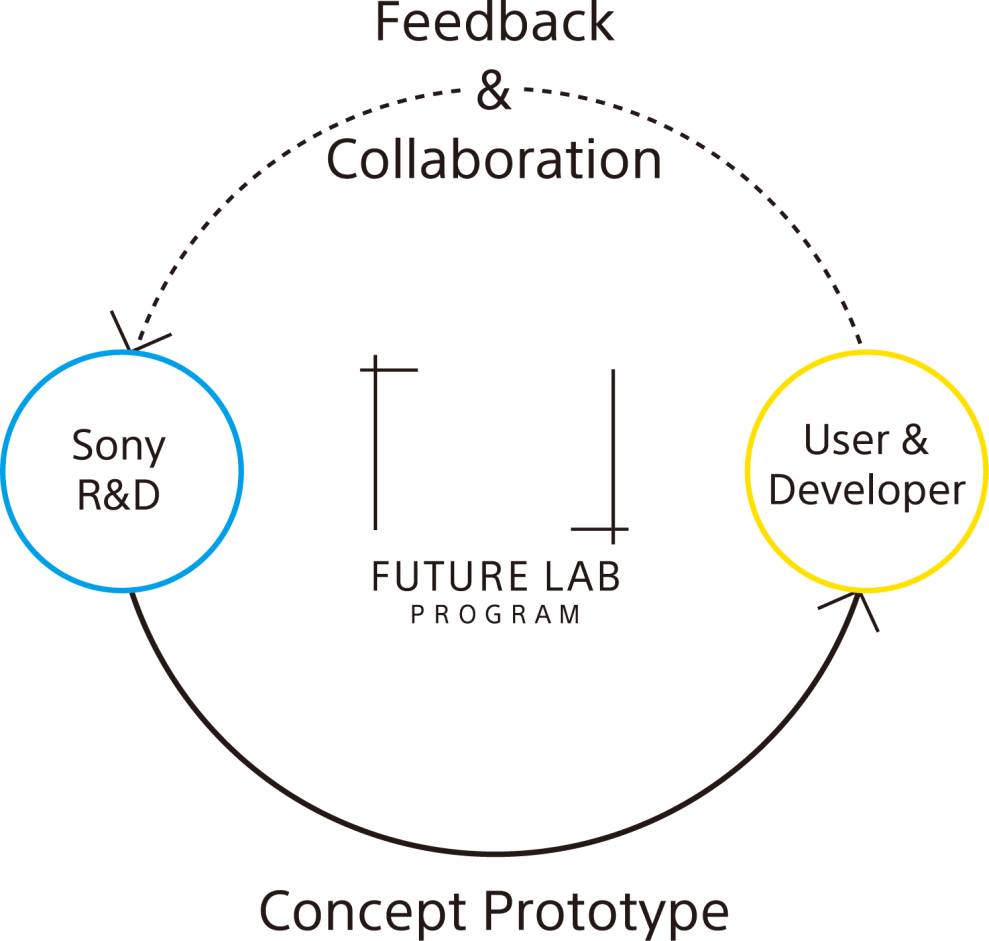 Feedback
&
Collaboration
Sony
R&D
User &
Developer
FUTURE LAB
PROGRAM
Concept Prototype